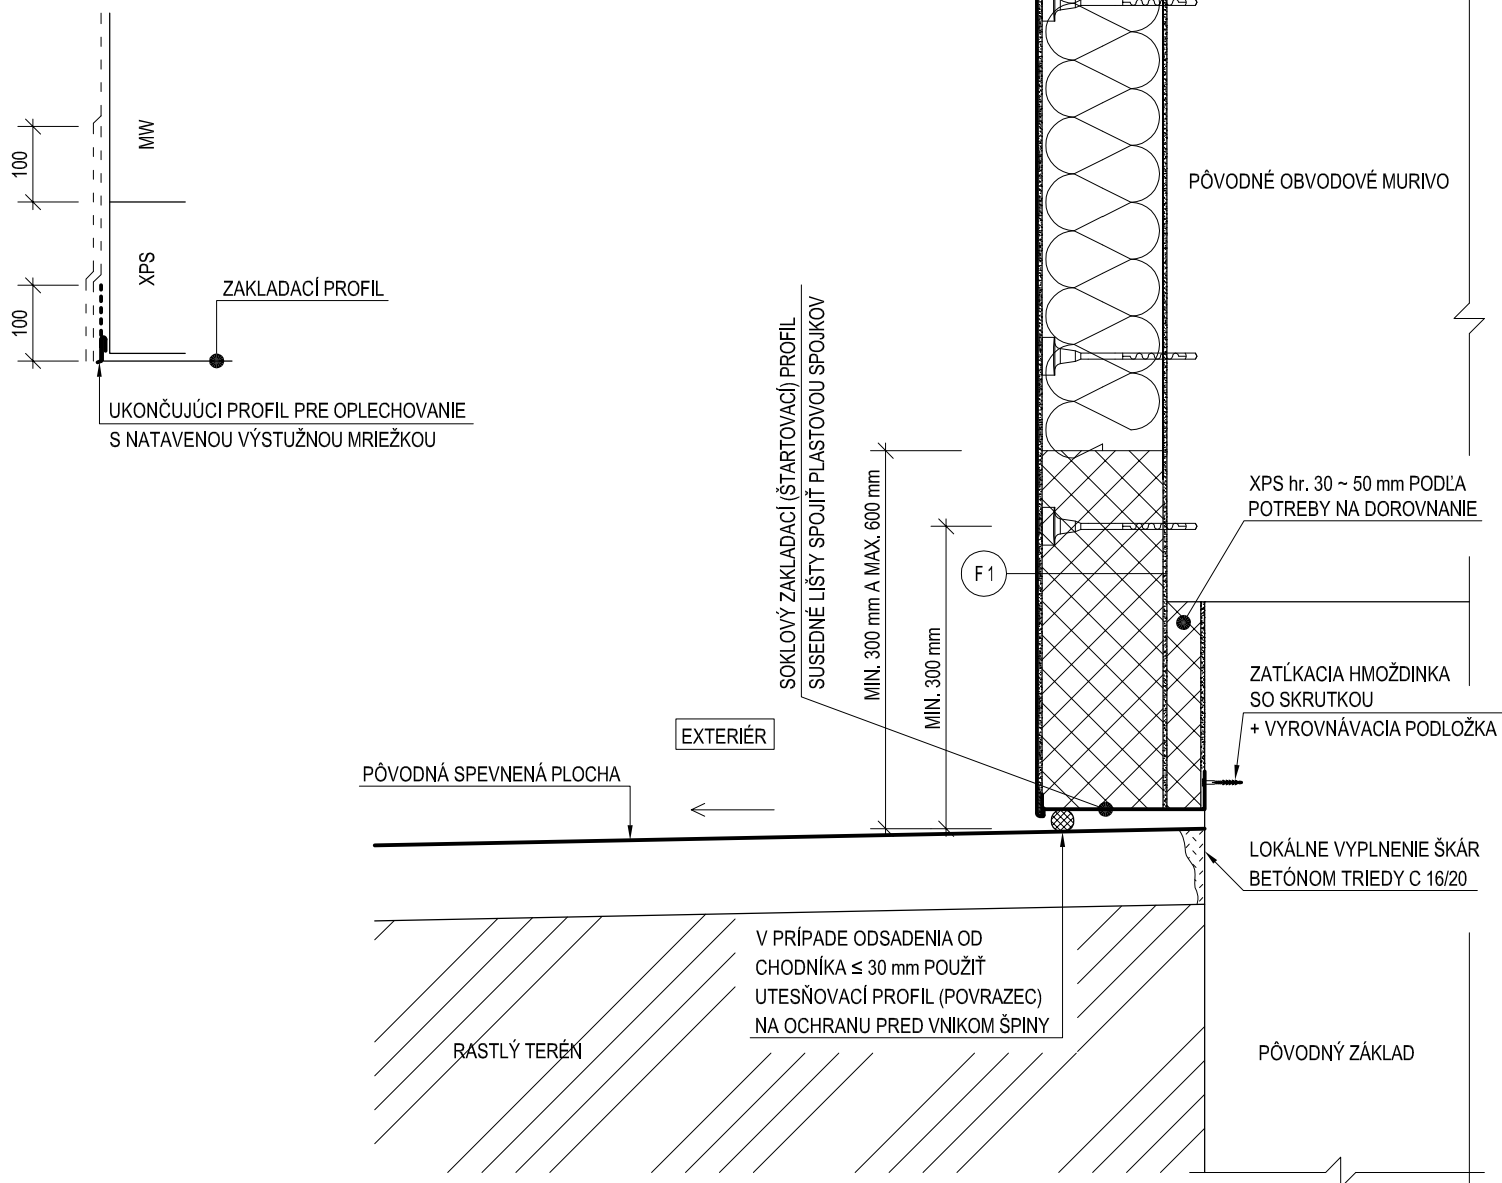 MW
100
XPS
100
ZAKLADACÍ PROFIL
UKONČUJÚCI PROFIL PRE OPLECHOVANIE
S NATAVENOU VÝSTUŽNOU MRIEŽKOU
SOKLOVÝ ZAKLADACÍ (ŠTARTOVACÍ) PROFIL
SUSEDNÉ LIŠTY SPOJIŤ PLASTOVOU SPOJKOV
MIN. 300 mm A MAX. 600 mm
MIN. 300 mm
F1
PÔVODNÉ OBVODOVÉ MURIVO
XPS hr. 30 ~ 50 mm PODĽA
POTREBY NA DOROVNANIE
ZATĹKACIA HMOŽDINKA
SO SKRUTKOU
+ VYROVNÁVACIA PODLOŽKA
EXTERIÉR
PÔVODNÁ SPEVNENÁ PLOCHA
LOKÁLNE VYPLNENIE ŠKÁR
BETÓNOM TRIEDY C 16/20
V PRÍPADE ODSADENIA OD
CHODNÍKA ≤ 30 mm POUŽIŤ
UTESŇOVACÍ PROFIL (POVRAZEC)
NA OCHRANU PRED VNIKOM ŠPINY
RASTLÝ TERÉN
PÔVODNÝ ZÁKLAD